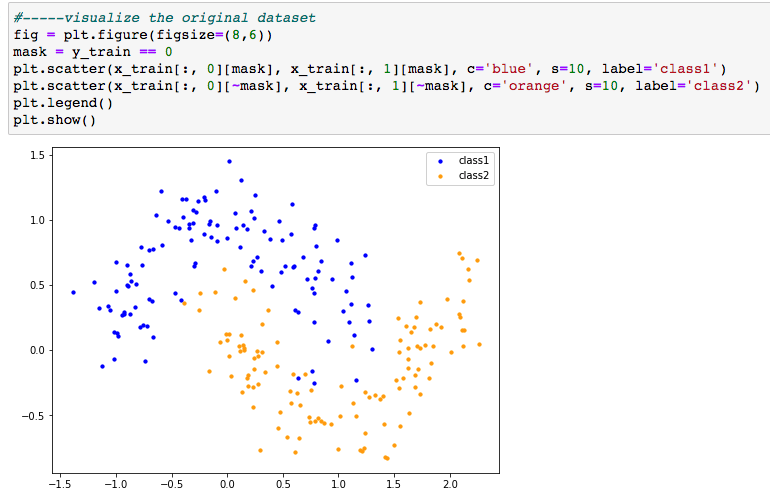 #-----visualize the original dataset
fig = plt.figure(figsize=(8,6))
mask = y_train == 0
plt.scatter(x_train[:, 0][mask], x_train[:, 1][mask], c='blue', s=10, label='class1')
plt.scatter(x_train[:, 0][~mask], x_train[:, 1][~mask], c='orange', s=10, label='class2')
plt.legend()
plt.show()
1.5
class1
class2
1.0
0.5
0.0
−0.5
−1.5 −1.0 −0.5 0.0 0.5 1.0 1.5 2.0